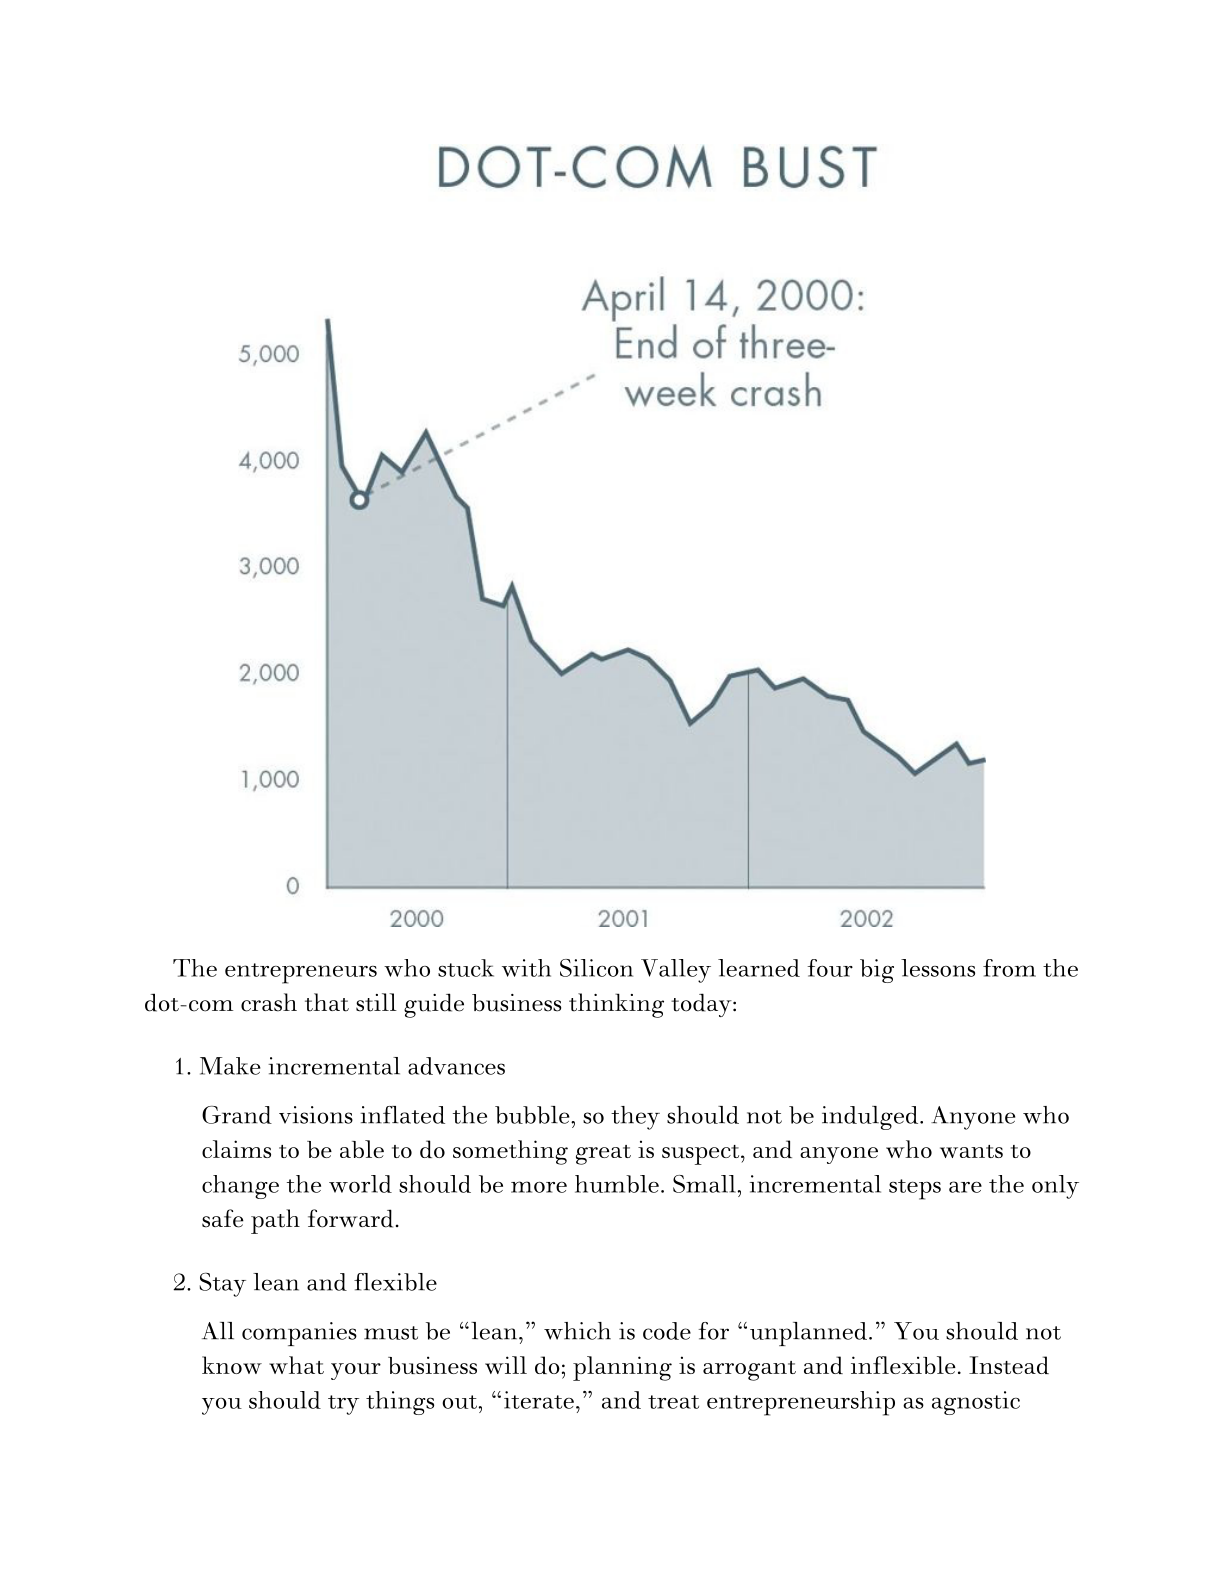 DOT-COM BUST
April 14, 2000:
End of three-
week crash
5,000
4,000
3,000
2,000
1,000
0
2000
2001
2002
The entrepreneurs who stuck with Silicon Valley learned four big lessons from the
dot-com crash that still guide business thinking today:
1. Make incremental advances
Grand visions inflated the bubble, so they should not be indulged. Anyone who
claims to be able to do something great is suspect, and anyone who wants to
change the world should be more humble. Small, incremental steps are the only
safe path forward.
2. Stay lean and flexible
All companies must be “lean,” which is code for “unplanned.” You should not
know what your business will do; planning is arrogant and inflexible. Instead
you should try things out, “iterate,” and treat entrepreneurship as agnostic